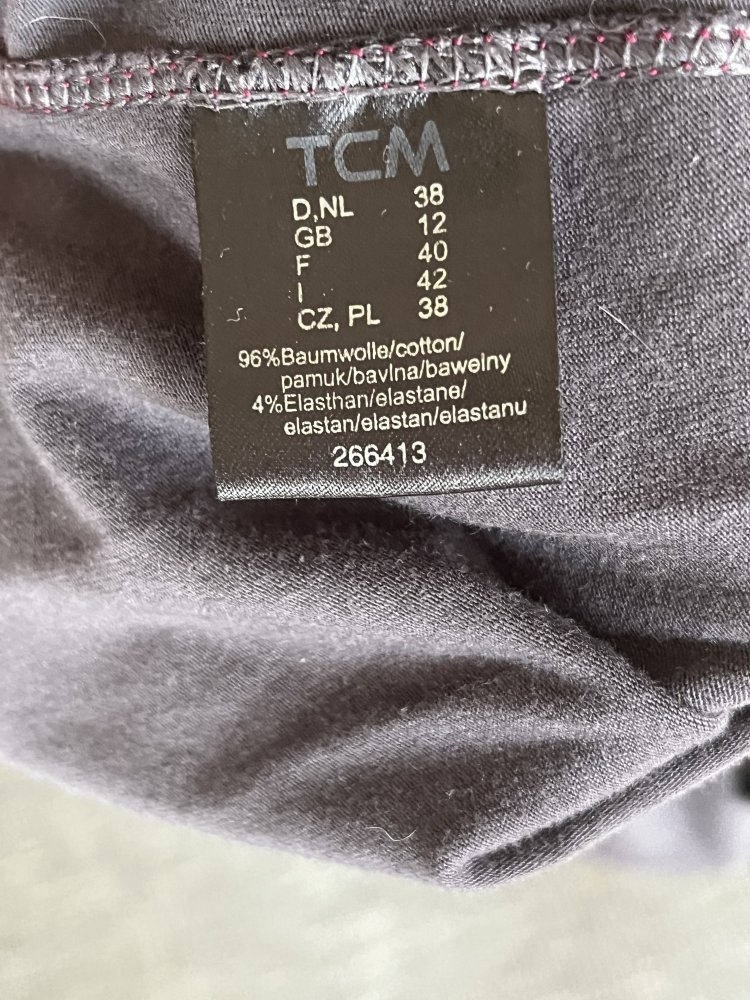 TCM
D,NL 38
GB 12
F 40
I 42
CZ, PL 38
96%Baumwolle/cotton/
pamuk/bavlna/bawełny
4%Elasthan/elastane/
elastan/elastan/elastanu
266413